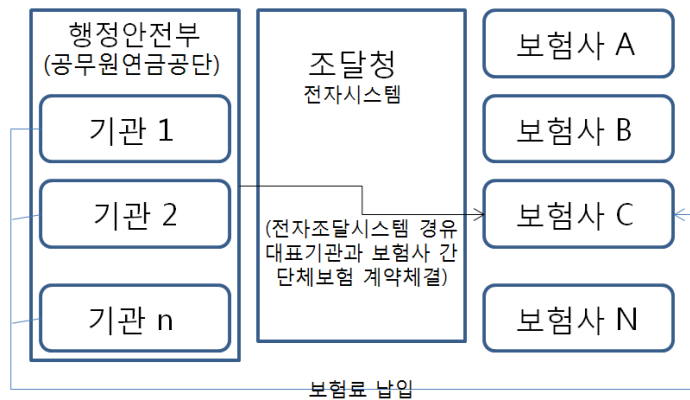 행정안전부
(공무원연금공단)
기관 1
기관 2
기관 n
조달청
전자시스템
(전자조달시스템 경유
대표기관과 보험사 간
단체보험 계약체결)
보험사 A
보험사 B
보험사 C
보험사 N
보험료 납입